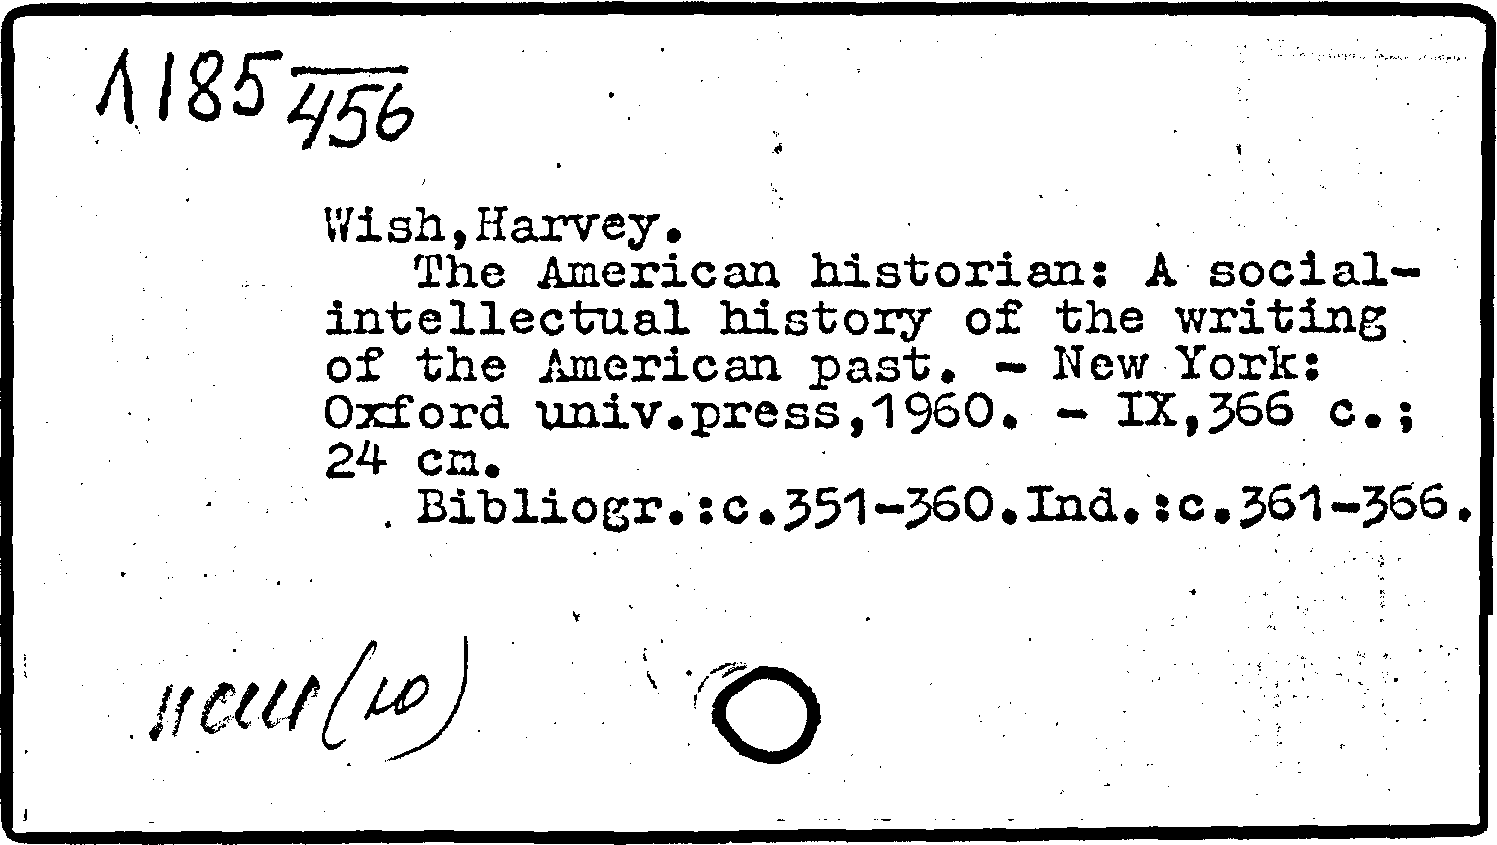 Л 185/456
Wish,Harvey.
The American historian: A social-
intellectual history of the writing
of the American past. - New York:
Oxford univ.press,1960. - IX,366 c.;
24 cm.
Bibliogr.:c.351-360.Ind.:c.361-366.
(ю)